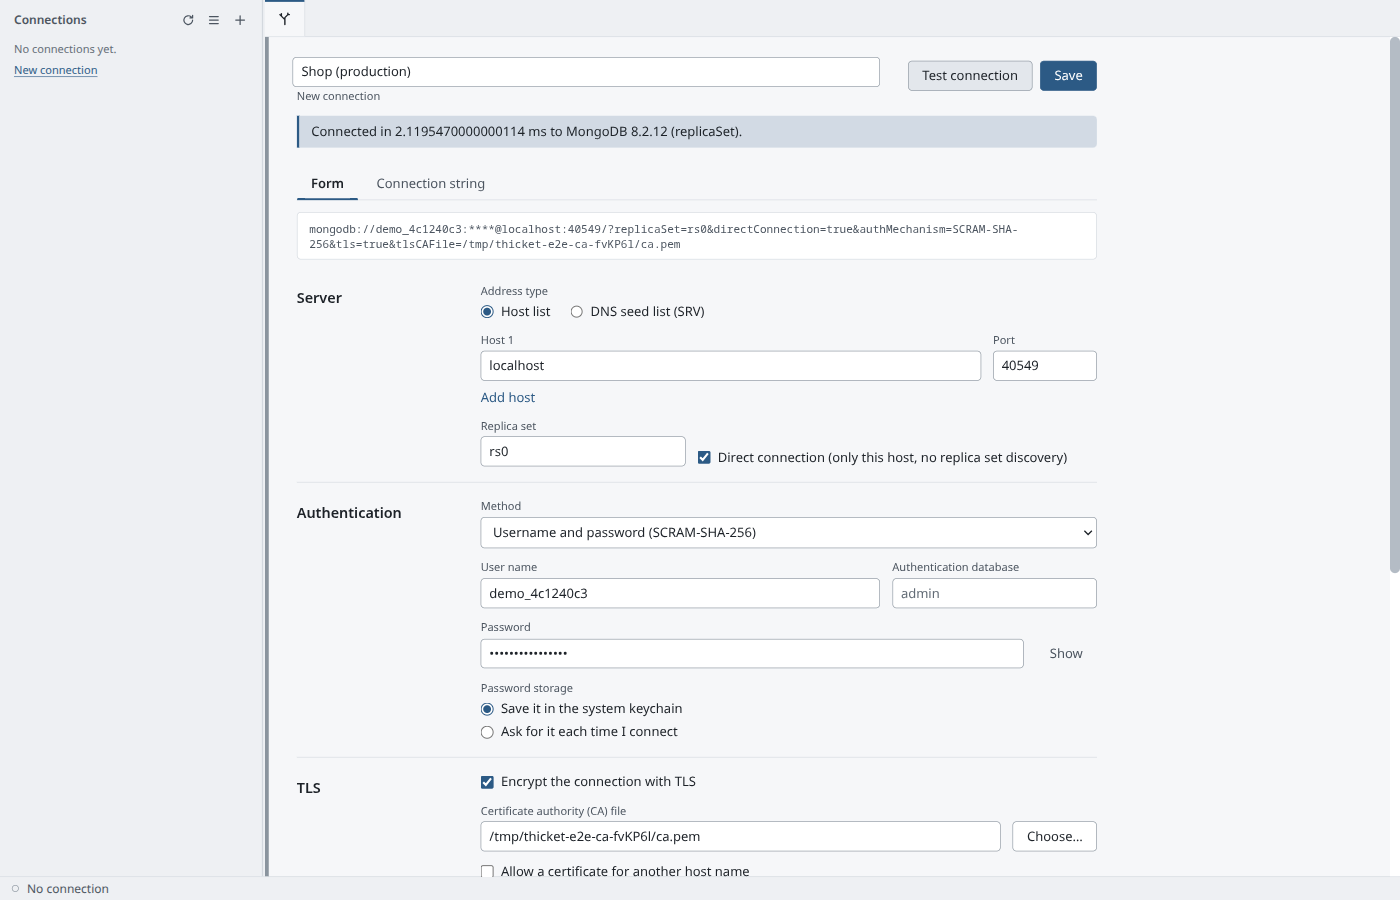 Connections
No connections yet.
New connection
Shop (production)
Test connection
Save
New connection
Connected in 2.1195470000000114 ms to MongoDB 8.2.12 (replicaSet).
Form
Connection string
mongodb://demo_4c1240c3:****@localhost:40549/?replicaSet=rs0&directConnection=true&authMechanism=SCRAM-SHA-
256&tls=true&tlsCAFile=/tmp/thicket-e2e-ca-fvKP6l/ca.pem
Server
Address type
Host list
DNS seed list (SRV)
Host 1
Port
localhost
40549
Add host
Replica set
rs0
Direct connection (only this host, no replica set discovery)
Authentication
Method
Username and password (SCRAM-SHA-256)
User name
Authentication database
demo_4c1240c3
admin
Password
••••••••••••••••
Show
Password storage
Save it in the system keychain
Ask for it each time I connect
TLS
Encrypt the connection with TLS
Certificate authority (CA) file
/tmp/thicket-e2e-ca-fvKP6l/ca.pem
Choose...
Allow a certificate for another host name
No connection